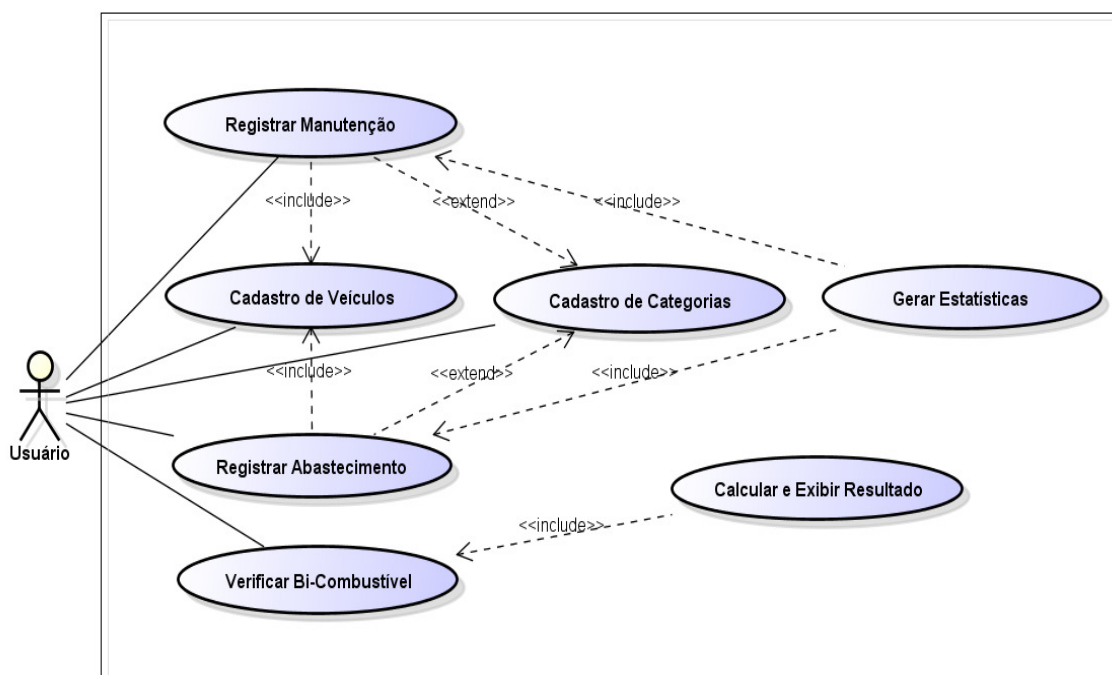 Registrar Manutenção
<<include>>
<<extend>>
<<include>>
Cadastro de Veículos
Cadastro de Categorias
Gerar Estatísticas
<<include>>
<<extend>>
<<include>>
Usuário
Registrar Abastecimento
Calcular e Exibir Resultado
<<include>>
Verificar Bi-Combustível